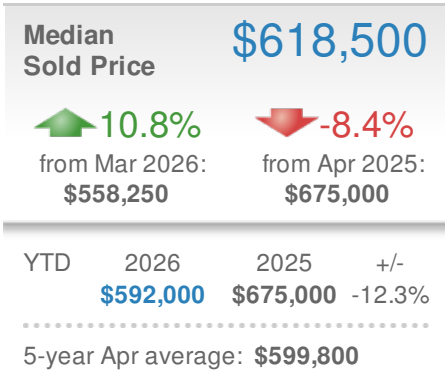 Median
Sold Price
$618,500
10.8%
from Mar 2026:
$558,250
-8.4%
from Apr 2025:
$675,000
YTD 2026 2025 +/-
$592,000 $675,000 -12.3%
5-year Apr average: $599,800